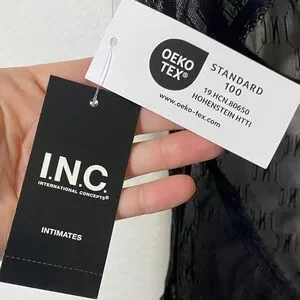 OEKO
TEX®
STANDARD
100
19.HCN.80650
HOHENSTEIN HTTI
www.oeko-tex.com
I.N.C.
INTERNATIONAL CONCEPTS®
INTIMATES